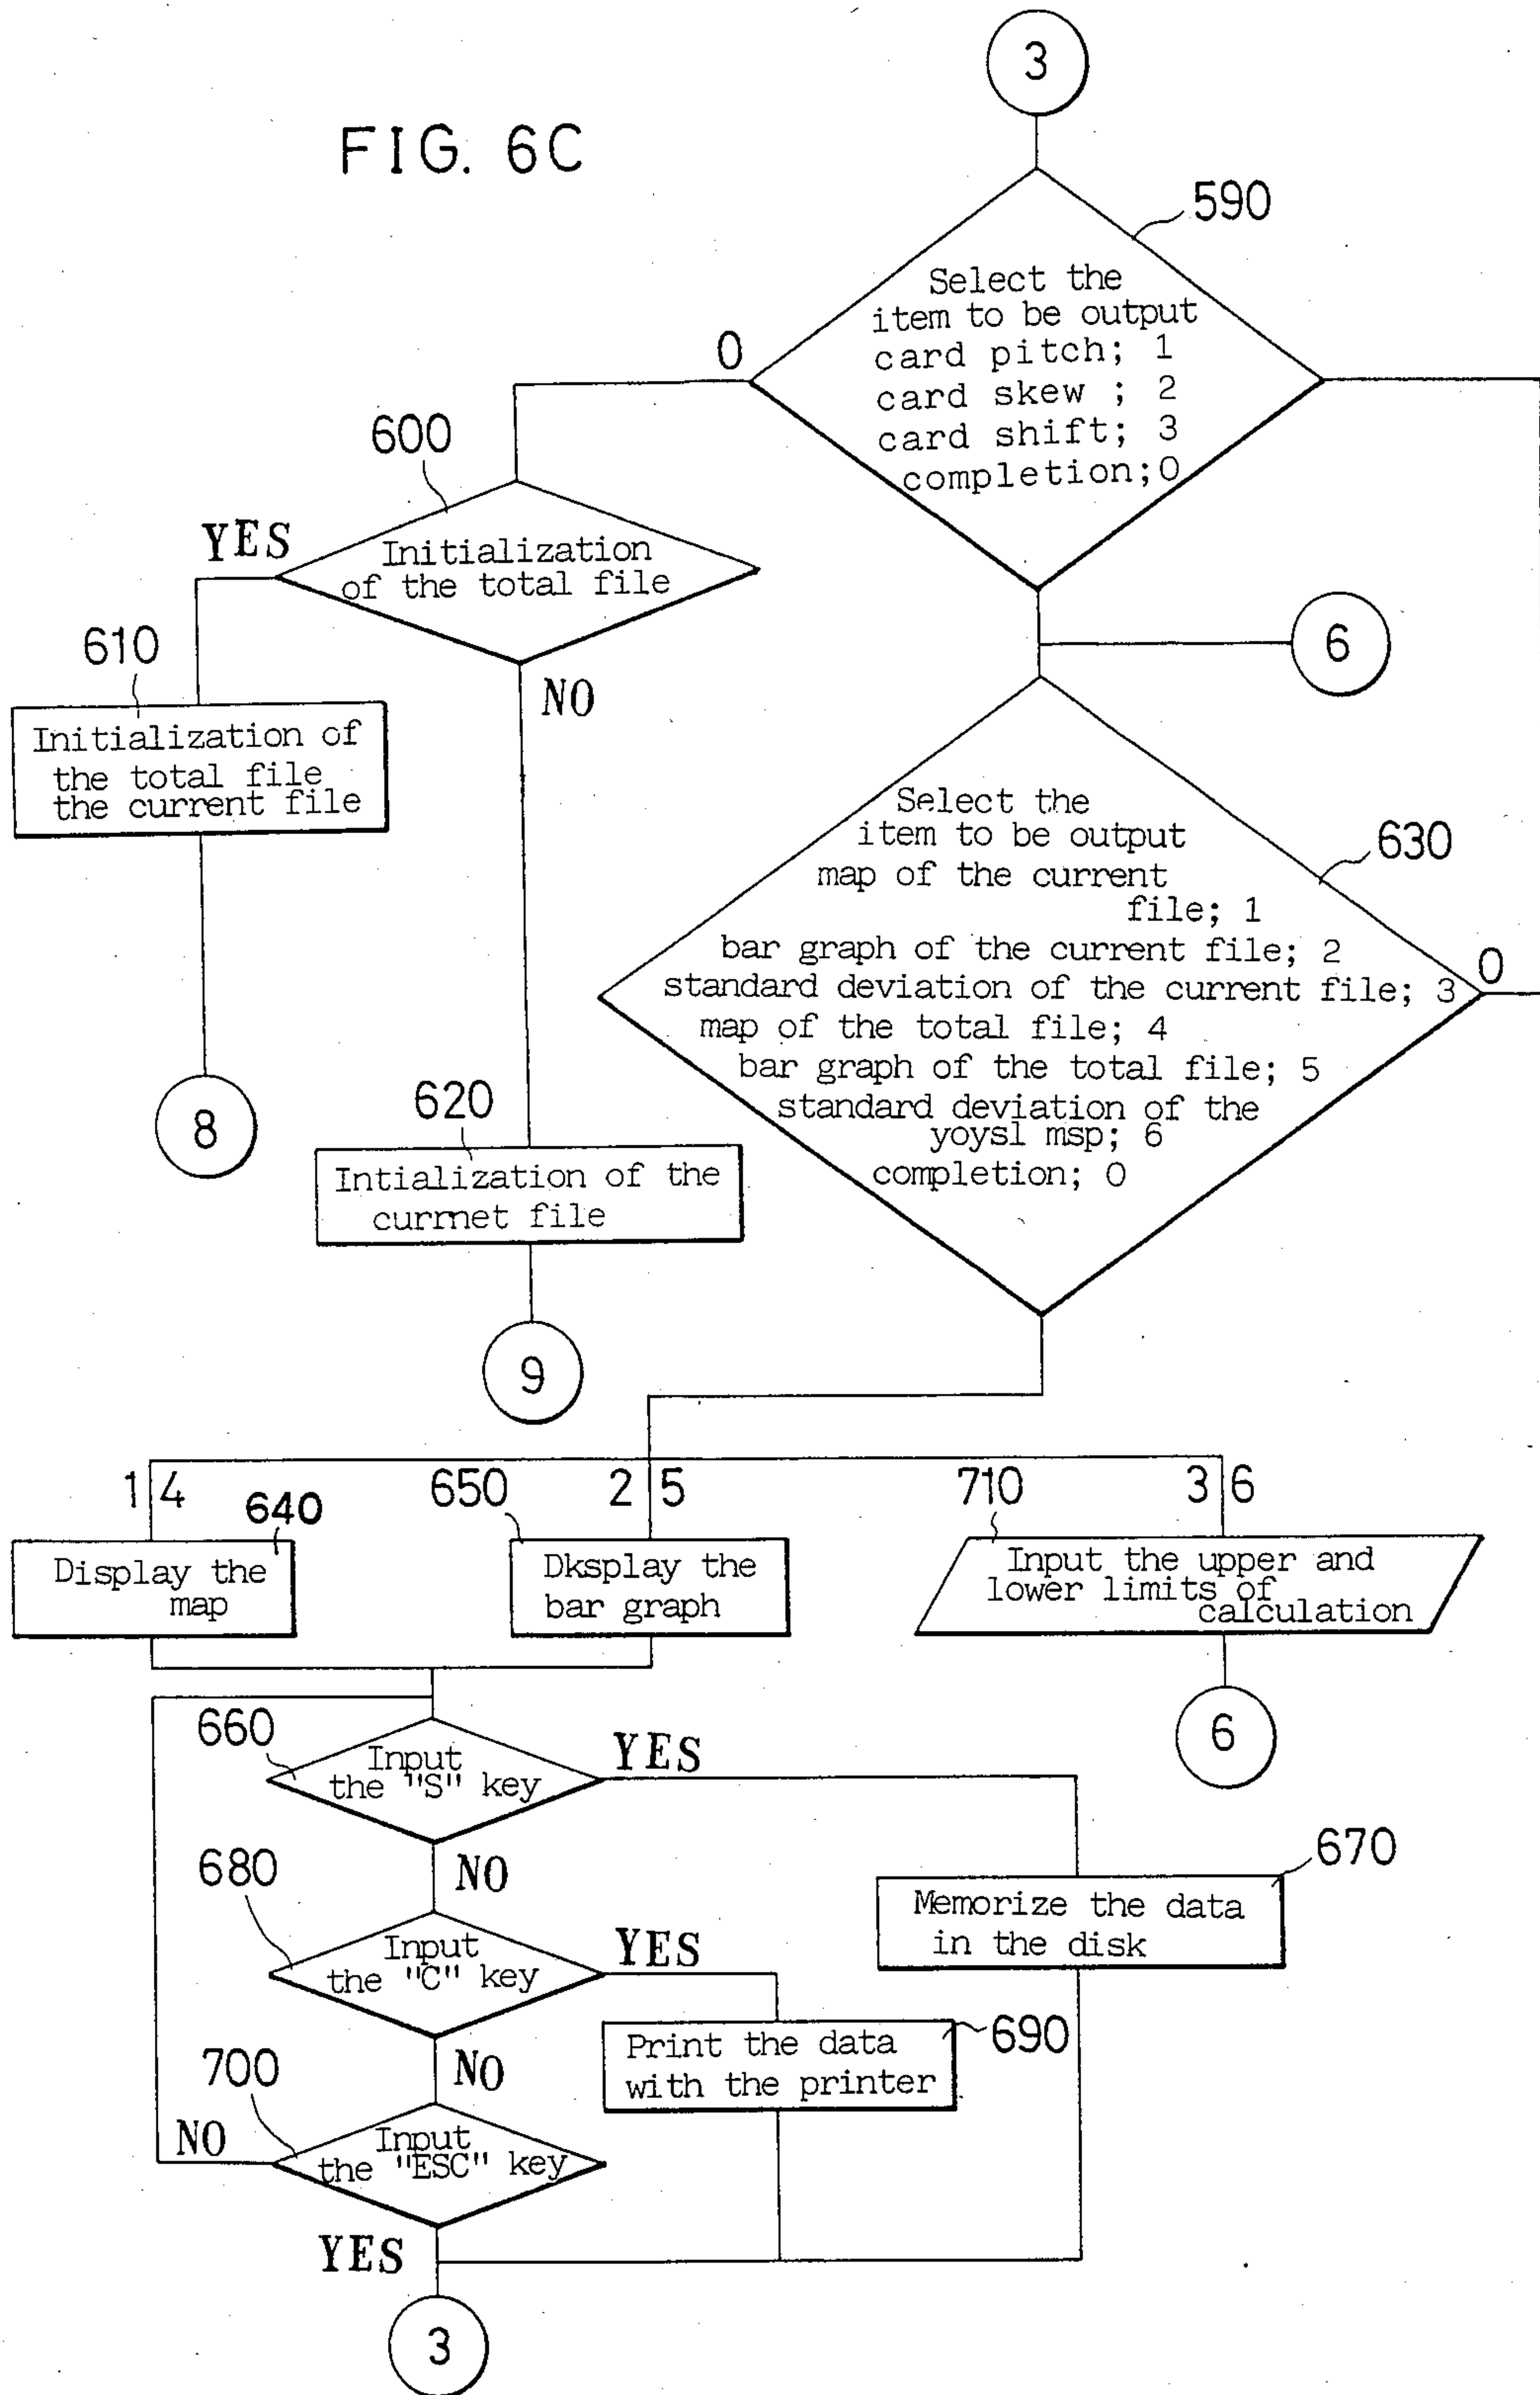 3
FIG. 6C
590
Select the
item to be output
card pitch; 1
card skew ; 2
card shift; 3
completion;0
0
600
YES
Initialization
of the total file
610
NO
6
Initialization of
the total file
the current file
Select the
item to be output
630
map of the current
file; 1
bar graph of the current file; 2
0
standard deviation of the current file; 3
map of the total file; 4
bar graph of the total file; 5
standard deviation of the
yoysl msp; 6
completion; 0
8
620
Intialization of the
curmet file
9
1 4
640
650
2 5
710
3 6
Display the
map
Dksplay the
bar graph
Input the upper and
lower limits of
calculation
6
660
Input
the "S" key
YES
NO
670
Memorize the data
in the disk
680
Input
the "C" key
YES
NO
690
Print the data
with the printer
700
NO
Input
the "ESC" key
YES
3